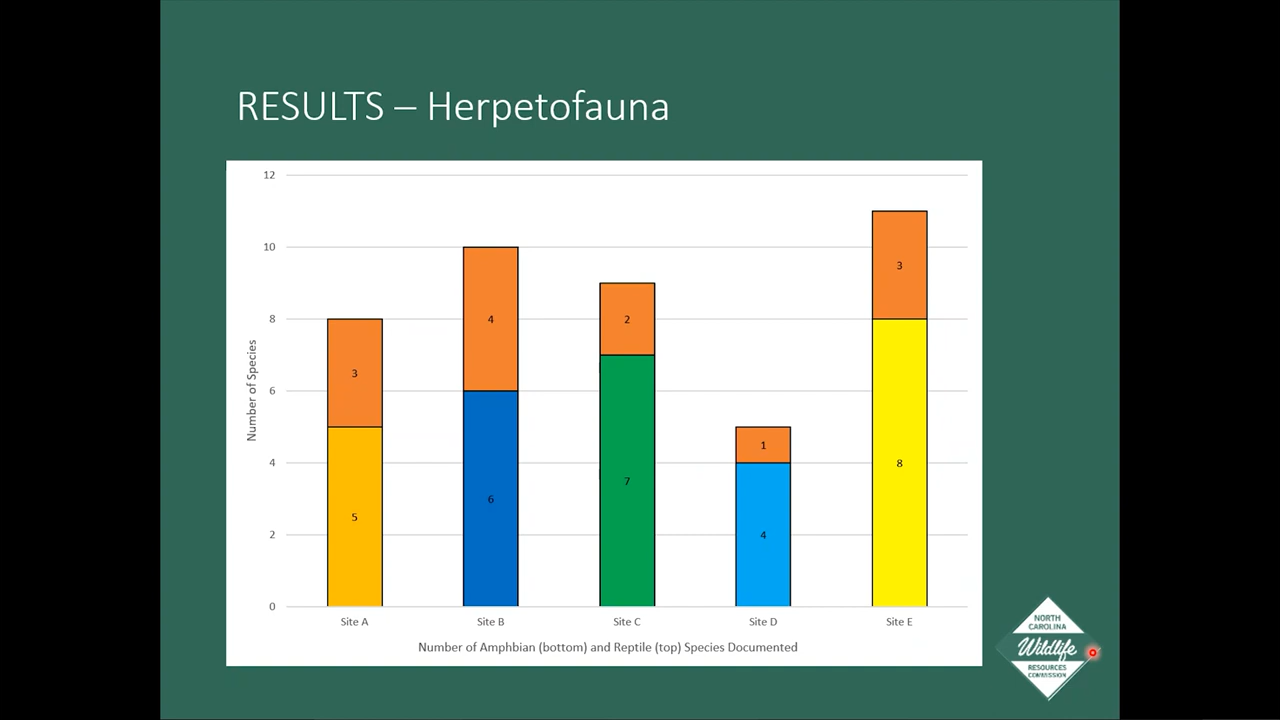 RESULTS – Herpetofauna
12
10
8
6
4
2
0
Number of Species
3
5
4
6
2
7
1
4
3
8
Site A
Site B
Site C
Site D
Site E
Number of Amphbian (bottom) and Reptile (top) Species Documented
NORTH
CAROLINA
Wildlife
RESOURCES
COMMISSION